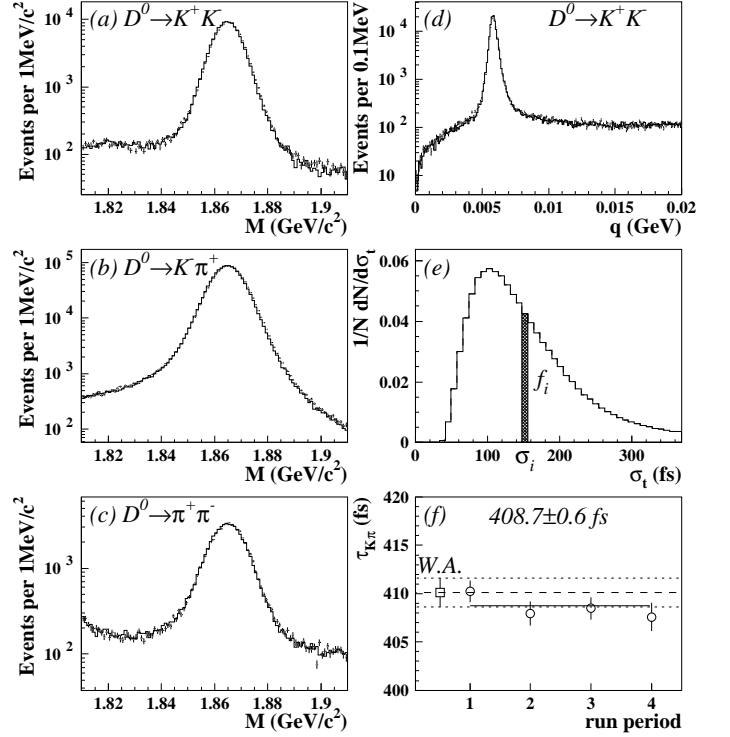 (a) D⁰→K⁺K⁻
Events per 1MeV/c²
10⁴
10³
10²
1.82 1.84 1.86 1.88 1.9
M (GeV/c²)
(d) D⁰→K⁺K⁻
Events per 0.1MeV
10⁴
10³
10²
10
0 0.005 0.01 0.015 0.02
q (GeV)
(b) D⁰→K⁻π⁺
Events per 1MeV/c²
10⁵
10⁴
10³
10²
1.82 1.84 1.86 1.88 1.9
M (GeV/c²)
(e)
1/N dN/dσₜ
0.06
0.04
0.02
0
fᵢ
0 100 200 300
σᵢ
σₜ (fs)
(c) D⁰→π⁺π⁻
Events per 1MeV/c²
10³
10²
1.82 1.84 1.86 1.88 1.9
M (GeV/c²)
(f) 408.7±0.6 fs
τKπ (fs)
420
415
410
405
400
W.A.
1 2 3 4
run period